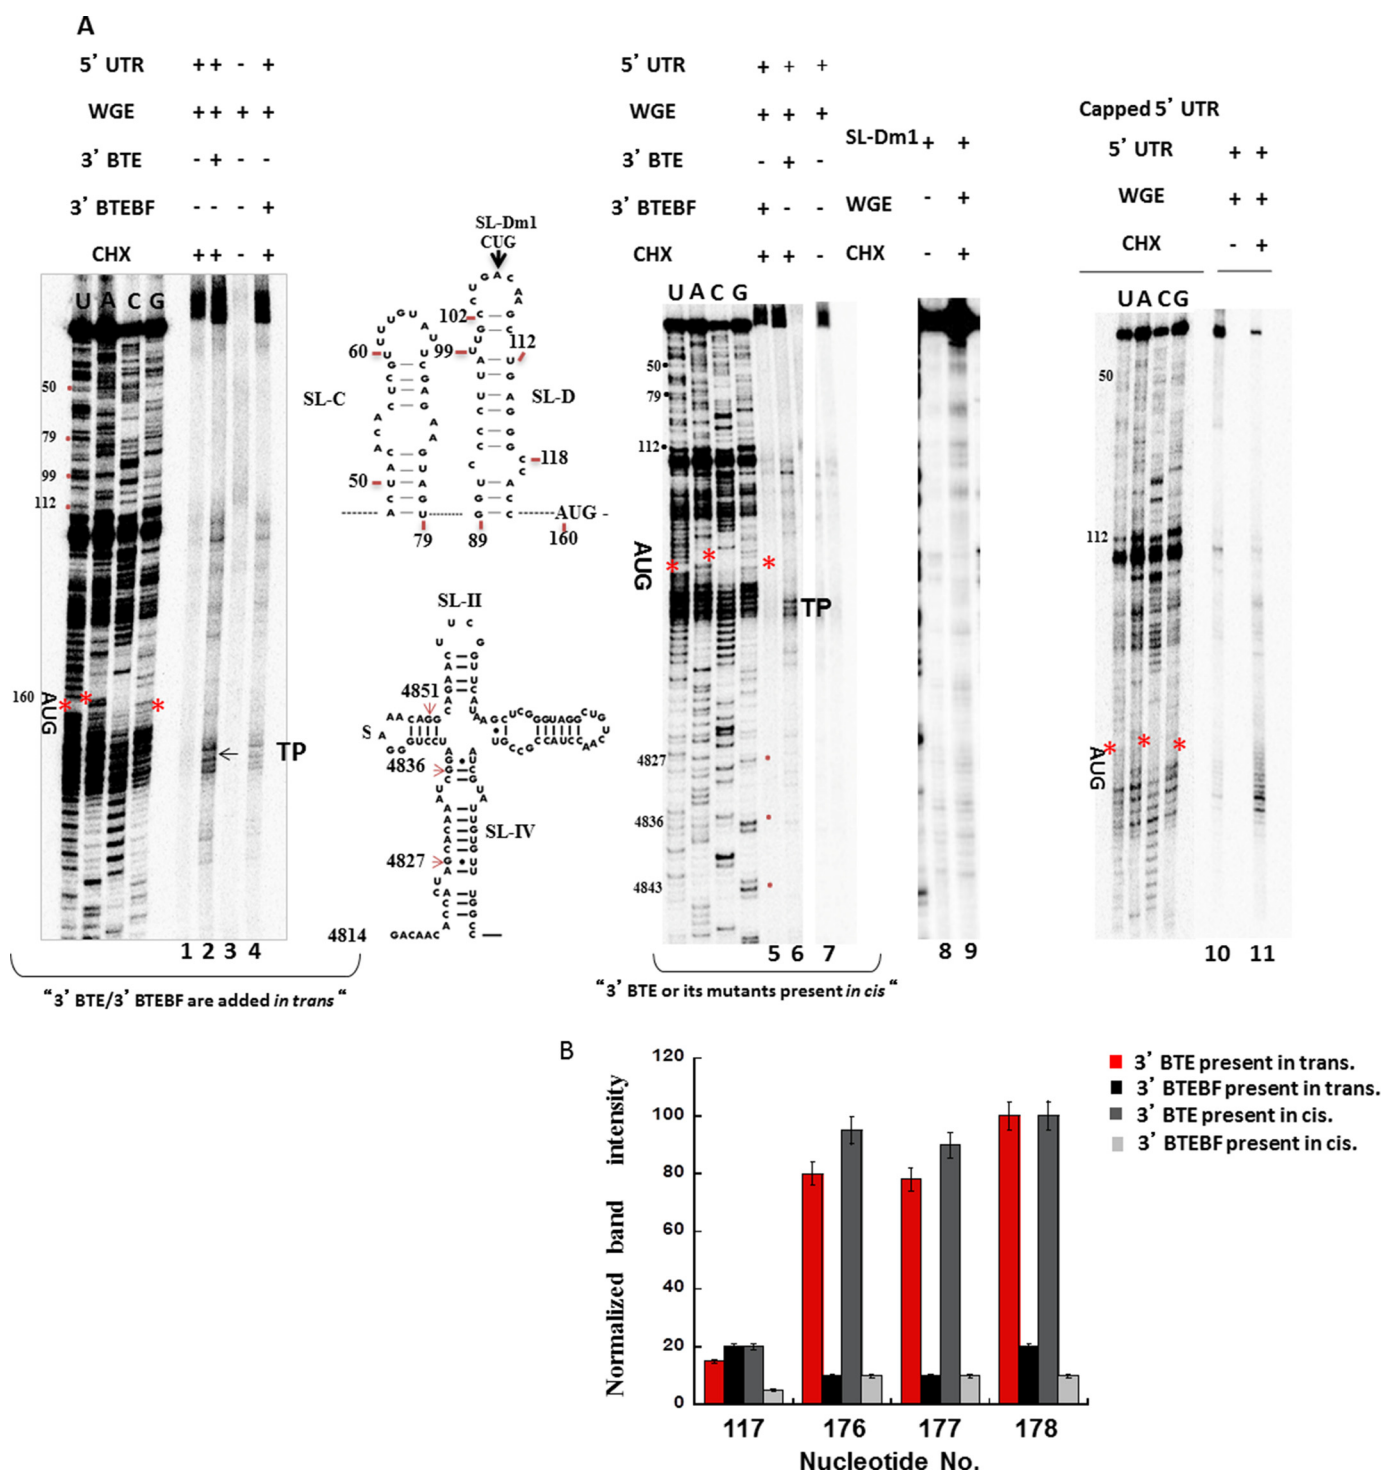 A
5' UTR ++ - +
WGE ++ + +
3' BTE - + - -
3' BTEBF - - - +
CHX ++ - +
U A C G
50
79
99
112
160
AUG
TP
1 2 3 4
"3' BTE/3' BTEBF are added in trans "
SL-Dm1
CUG
102
112
60
99
SL-C
SL-D
50
118
AUG -
79
89
160
SL-II
4851
4836
SL-IV
4827
4814
GACAAC
5' UTR + + +
WGE + + +
3' BTE - + -
3' BTEBF + - -
CHX + + -
U A C G
50
79
112
AUG
TP
4827
4836
4843
5 6 7
"3' BTE or its mutants present in cis "
SL-Dm1 + +
WGE - +
CHX - +
8 9
Capped 5' UTR
5' UTR + +
WGE + +
CHX - +
U A C G
50
112
AUG
10 11
B
Normalized band intensity
120
100
80
60
40
20
0
117 176 177 178
Nucleotide No.
3' BTE present in trans.
3' BTEBF present in trans.
3' BTE present in cis.
3' BTEBF present in cis.